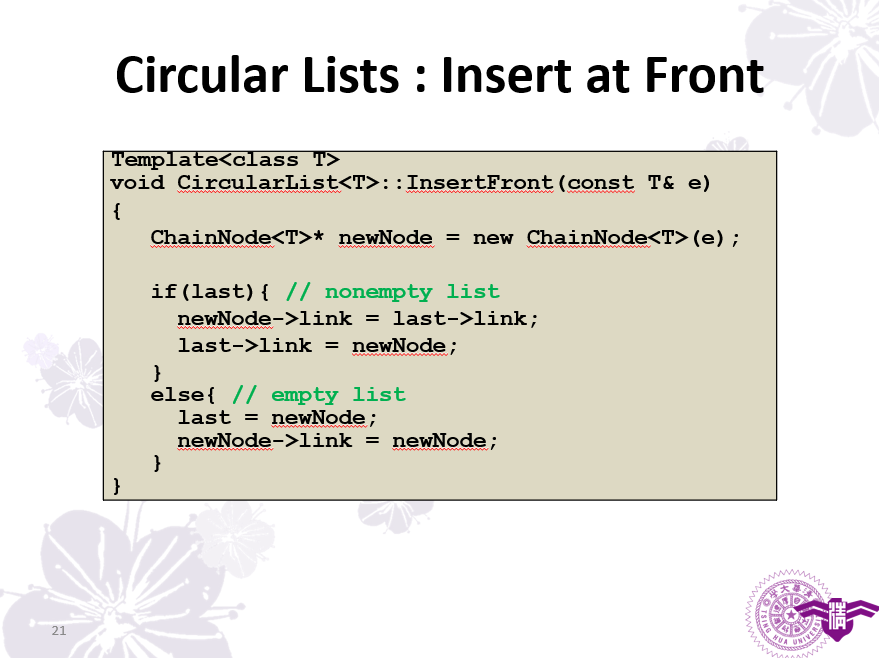 Circular Lists : Insert at Front
Template<class T>
void CircularList<T>::InsertFront(const T& e)
{
   ChainNode<T>* newNode = new ChainNode<T>(e);
   if(last){ // nonempty list
     newNode->link = last->link;
     last->link = newNode;
   }
   else{ // empty list
     last = newNode;
     newNode->link = newNode;
   }
}
21